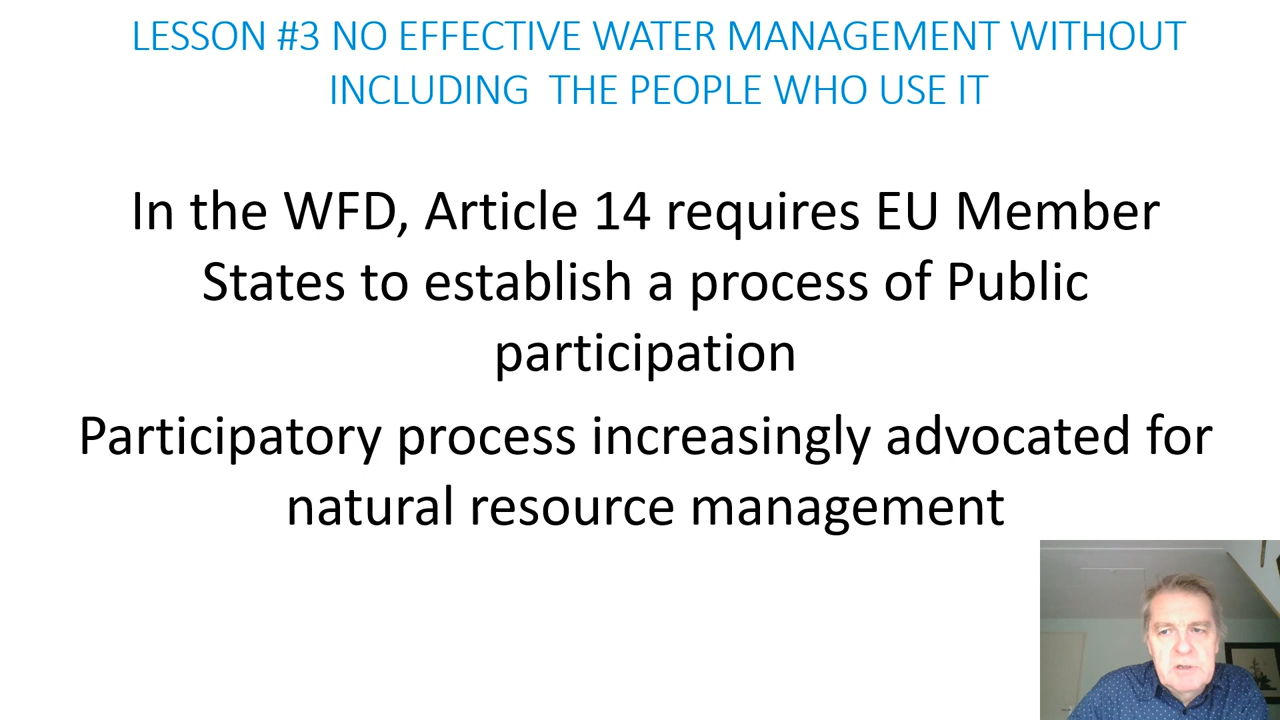 LESSON #3 NO EFFECTIVE WATER MANAGEMENT WITHOUT
INCLUDING  THE PEOPLE WHO USE IT
In the WFD, Article 14 requires EU Member
States to establish a process of Public
participation
Participatory process increasingly advocated for
natural resource management